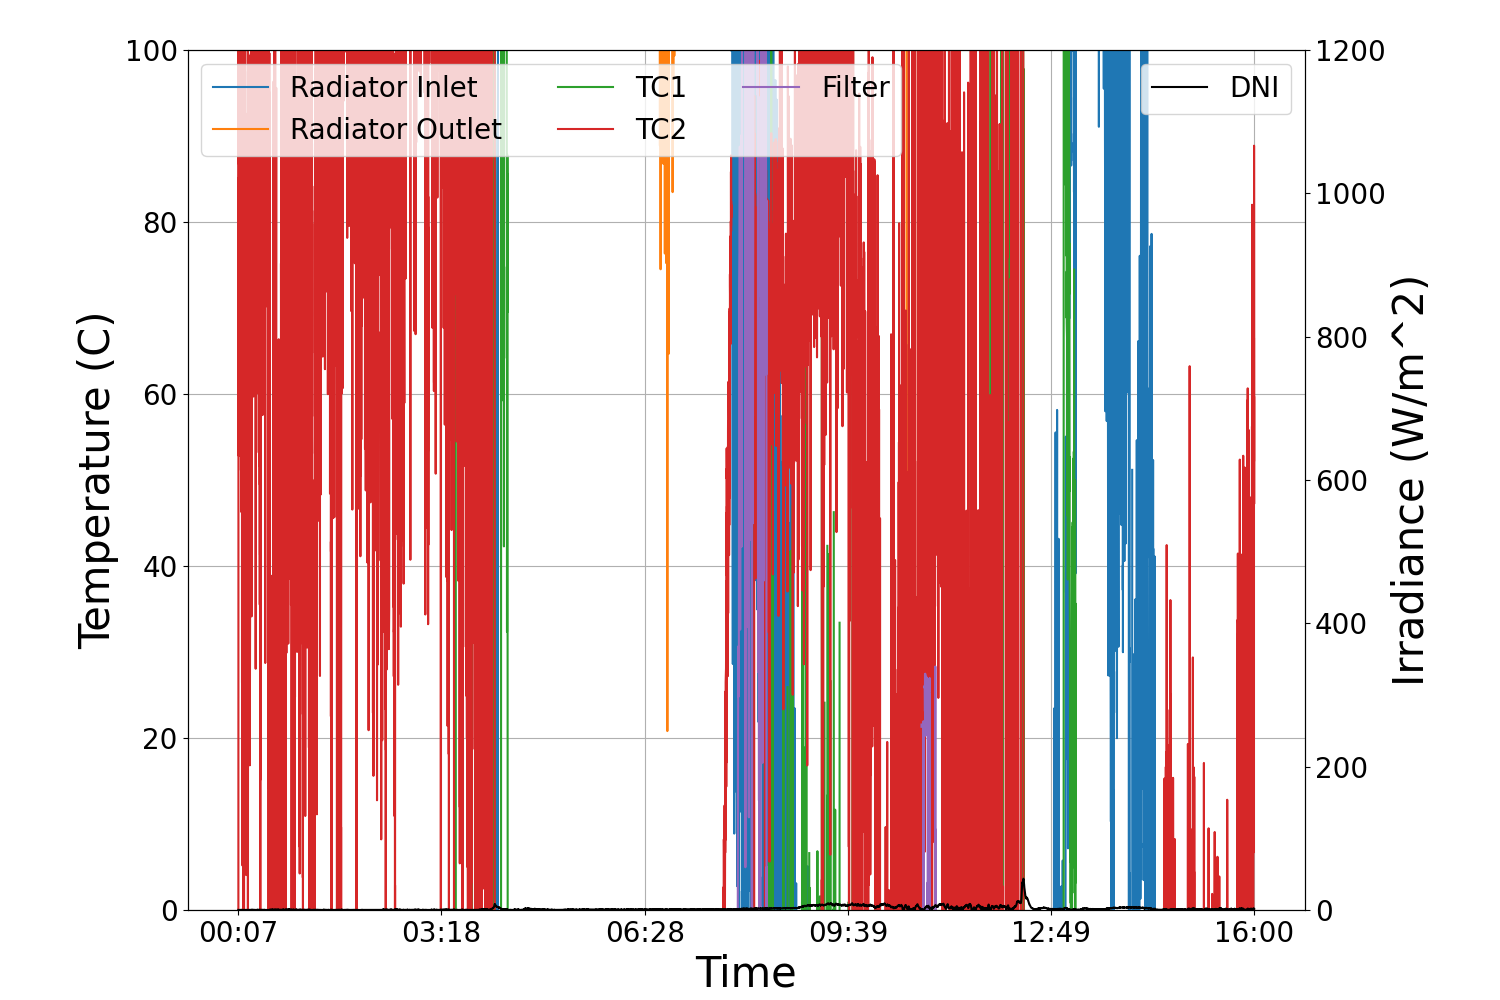 100
80
60
40
20
0
Temperature (C)
Radiator Inlet
Radiator Outlet
TC1
TC2
Filter
DNI
1200
1000
800
600
400
200
0
Irradiance (W/m^2)
00:07
03:18
06:28
09:39
12:49
16:00
Time